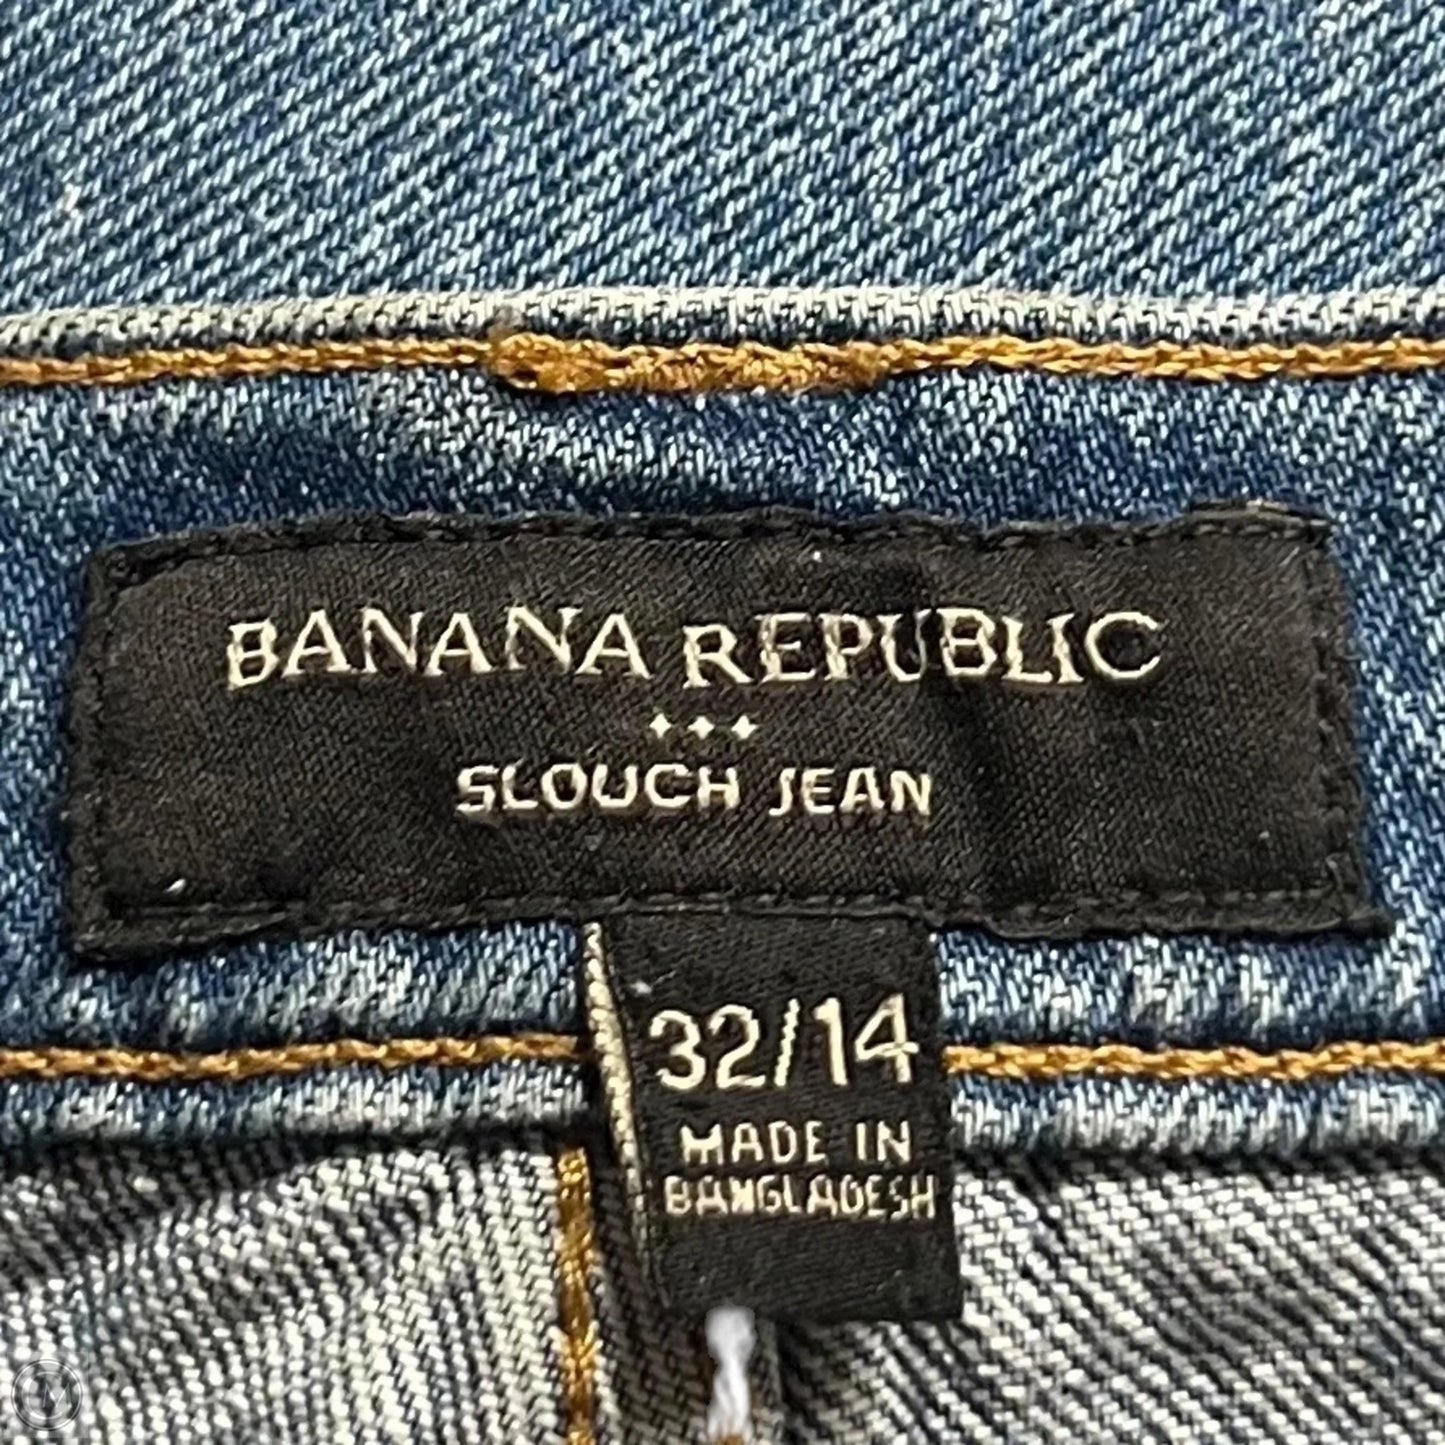 BANANA REPUBLIC
SLOUCH JEAN
32/14
MADE IN
BANGLADESH